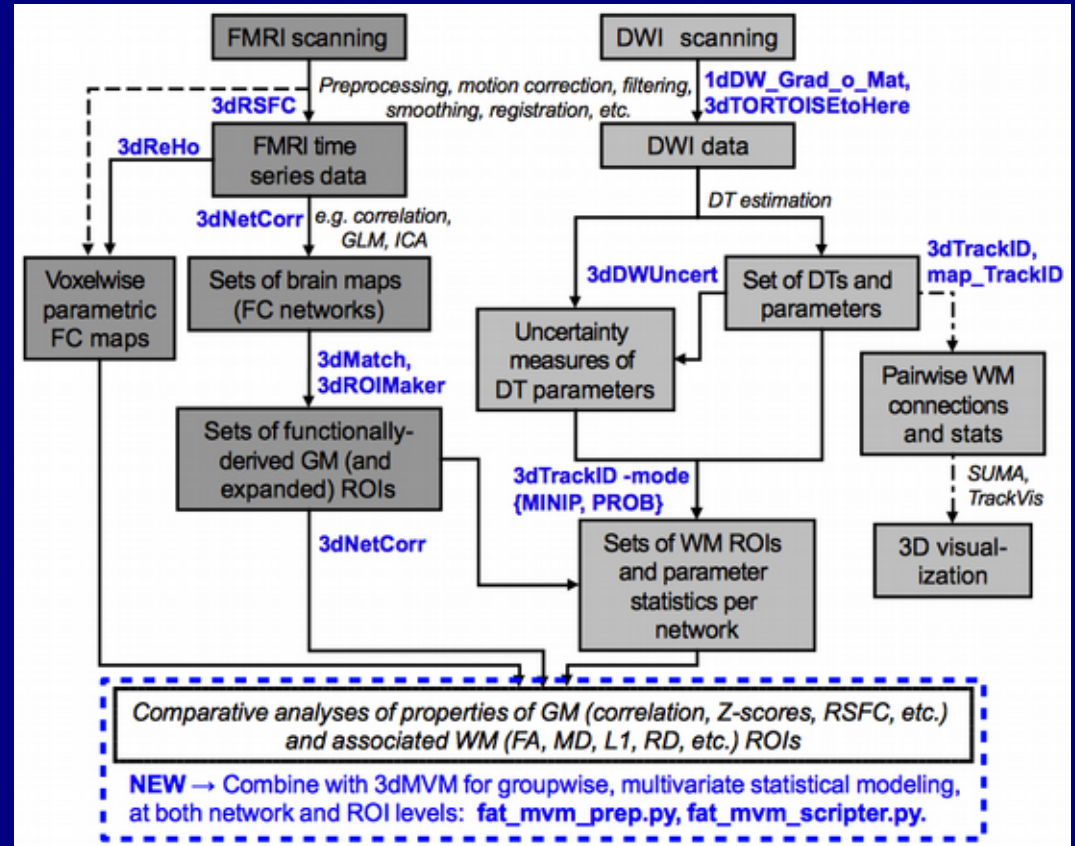 FMRI scanning
DWI scanning
Preprocessing, motion correction, filtering,
smoothing, registration, etc.
1dDW_Grad_o_Mat,
3dTORTOISEtoHere
3dRSFC
3dReHo
FMRI time
series data
DWI data
3dNetCorr
e.g. correlation,
GLM, ICA
DT estimation
Voxelwise
parametric
FC maps
Sets of brain maps
(FC networks)
3dDWUncert
Set of DTs and
parameters
3dTrackID,
map_TrackID
Uncertainty
measures of
DT parameters
3dMatch,
3dROIMaker
Pairwise WM
connections
and stats
Sets of functionally-
derived GM (and
expanded) ROIs
3dTrackID -mode
{MINIP, PROB}
SUMA,
TrackVis
3dNetCorr
Sets of WM ROIs
and parameter
statistics per
network
3D visual-
ization
Comparative analyses of properties of GM (correlation, Z-scores, RSFC, etc.)
and associated WM (FA, MD, L1, RD, etc.) ROIs
NEW → Combine with 3dMVM for groupwise, multivariate statistical modeling,
at both network and ROI levels: fat_mvm_prep.py, fat_mvm_scripter.py.